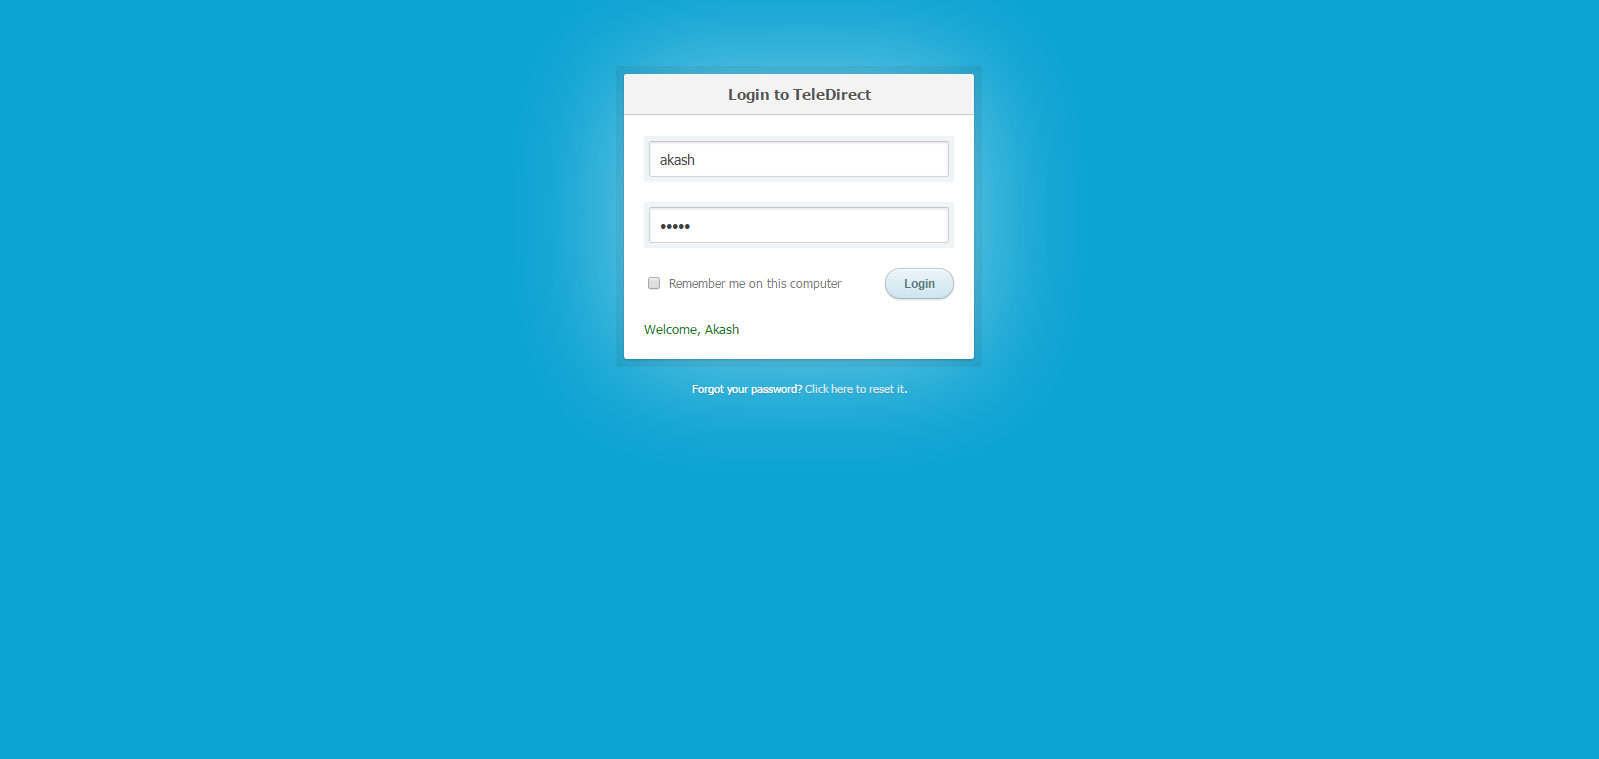 Login to TeleDirect
akash
•••••
Remember me on this computer
Login
Welcome, Akash
Forgot your password? Click here to reset it.